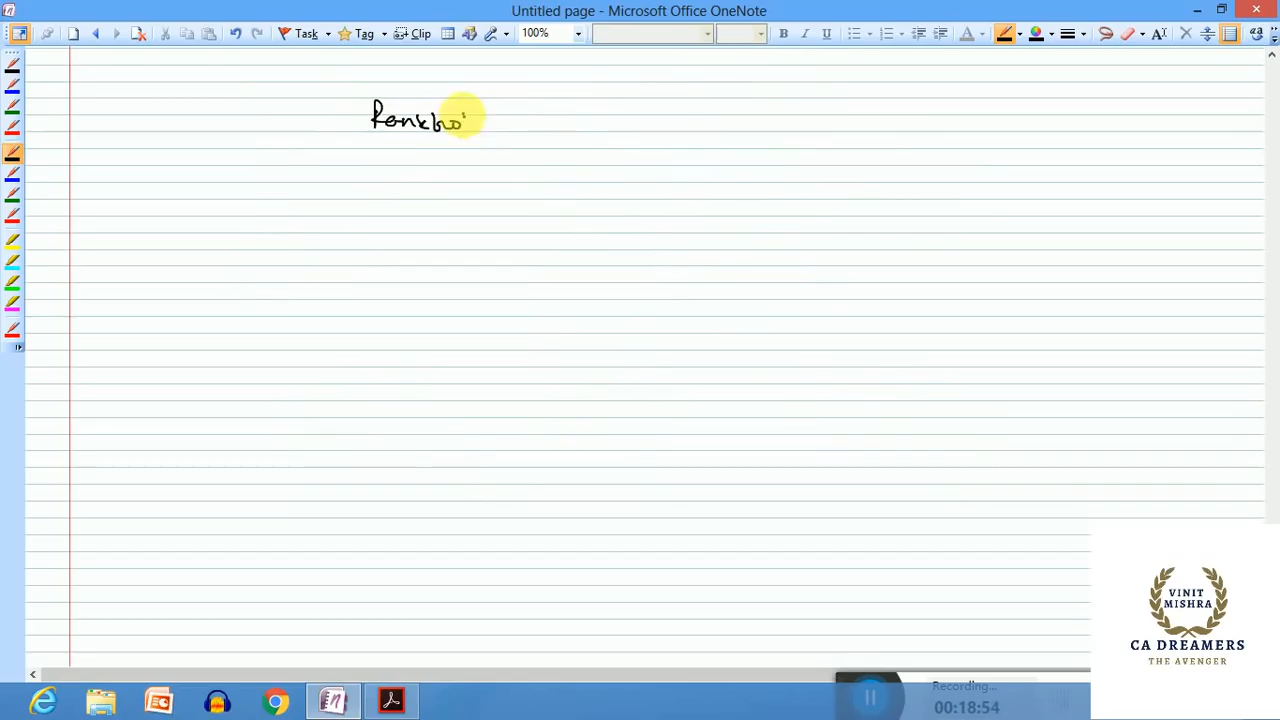 Untitled page - Microsoft Office OneNote
Task Tag Clip 100% B I U
VINIT
MISHRA
CA DREAMERS
THE AVENGER
Recording...
00:18:54